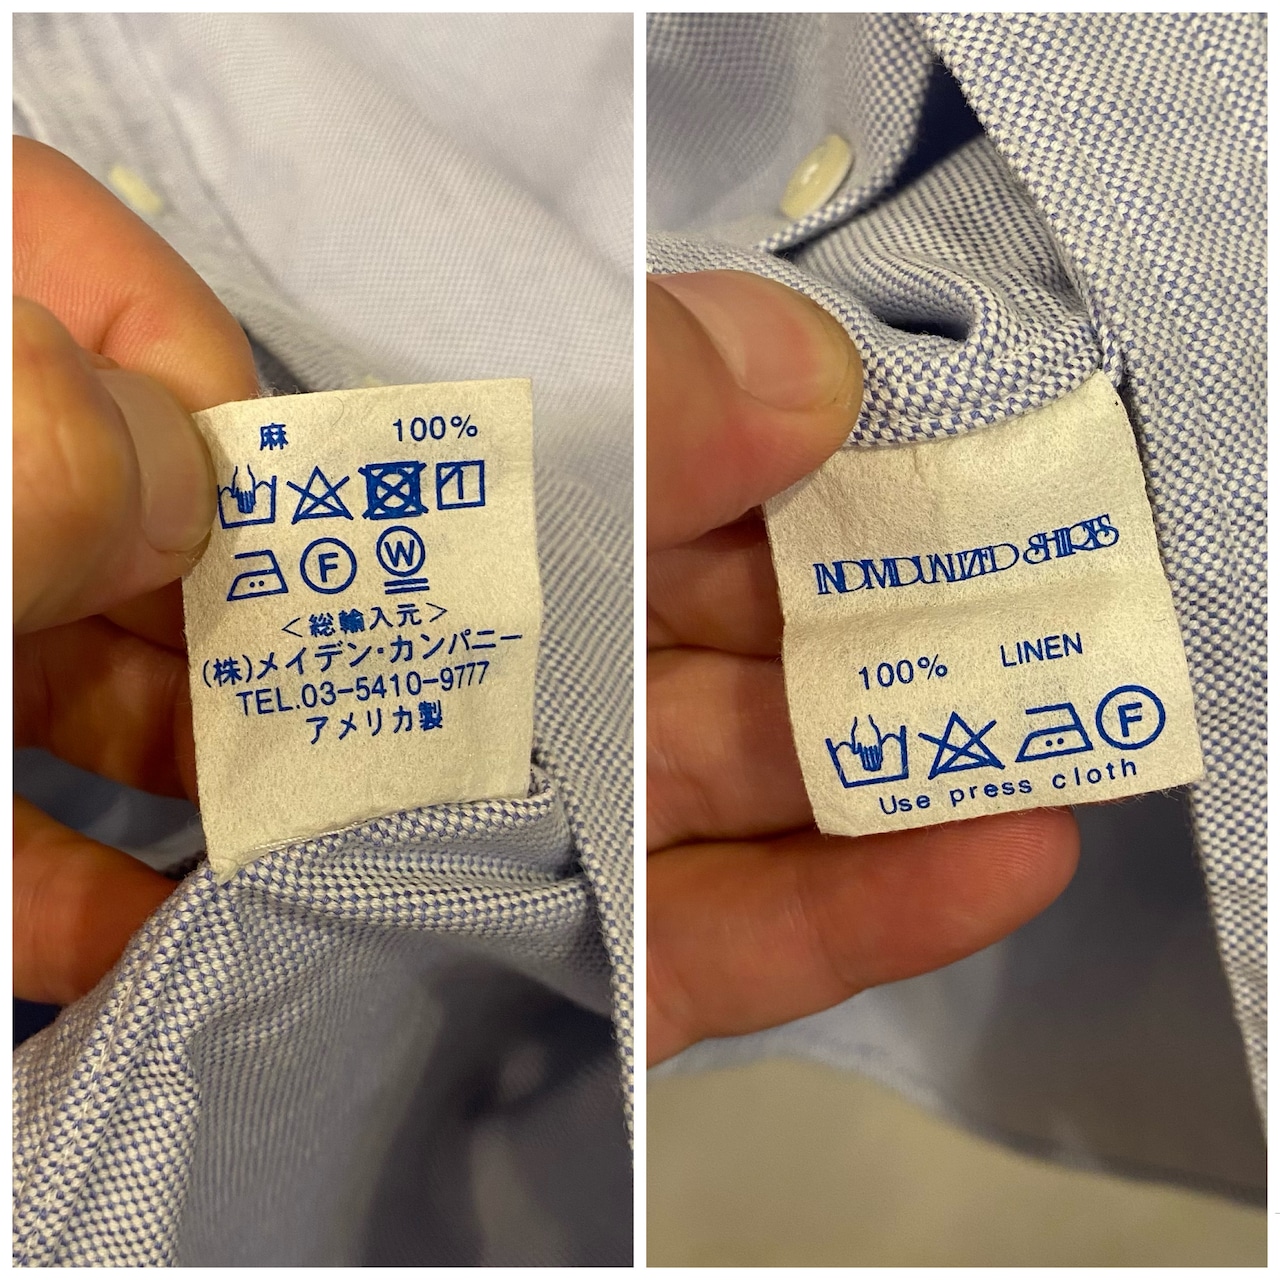 麻 100%
F W
<総輸入元>
(株)メイデン・カンパニー
TEL.03-5410-9777
アメリカ製
INDIVIDUALIZED SHIRTS
100% LINEN
F
Use press cloth